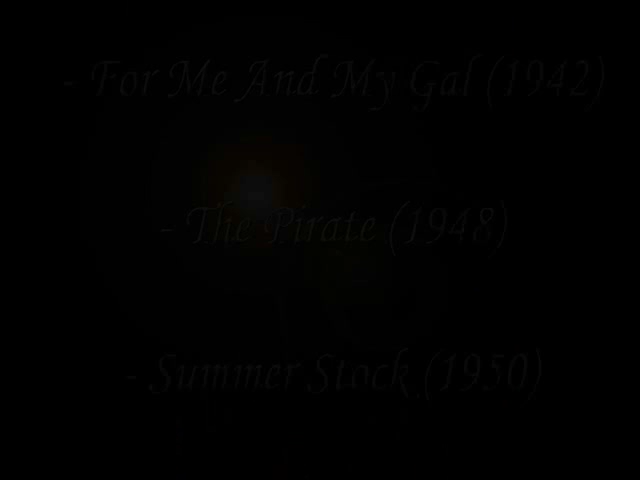 - For Me And My Gal (1942)
- The Pirate (1948)
- Summer Stock (1950)